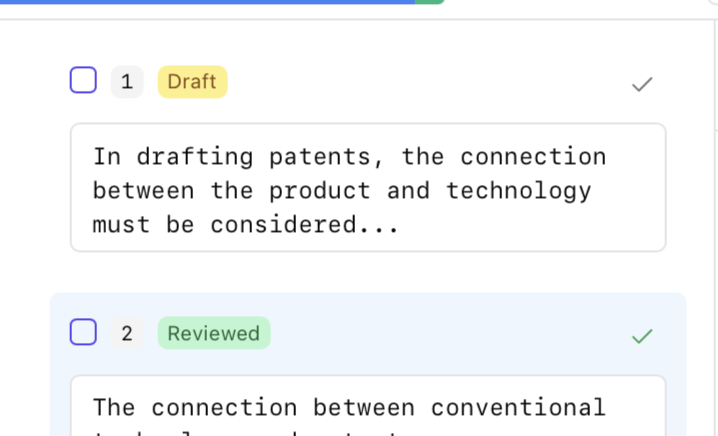 1 Draft
In drafting patents, the connection
between the product and technology
must be considered...
2 Reviewed
The connection between conventional